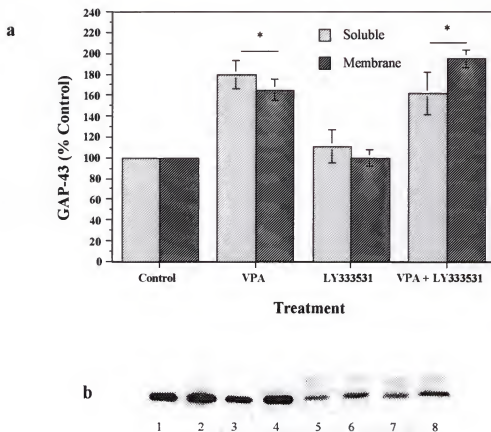 a
240
220
200
180
160
140
120
100
80
60
40
20
0
GAP-43 (% Control)
*
*
Soluble
Membrane
Control
VPA
LY333531
VPA + LY333531
Treatment
b
1 2 3 4 5 6 7 8